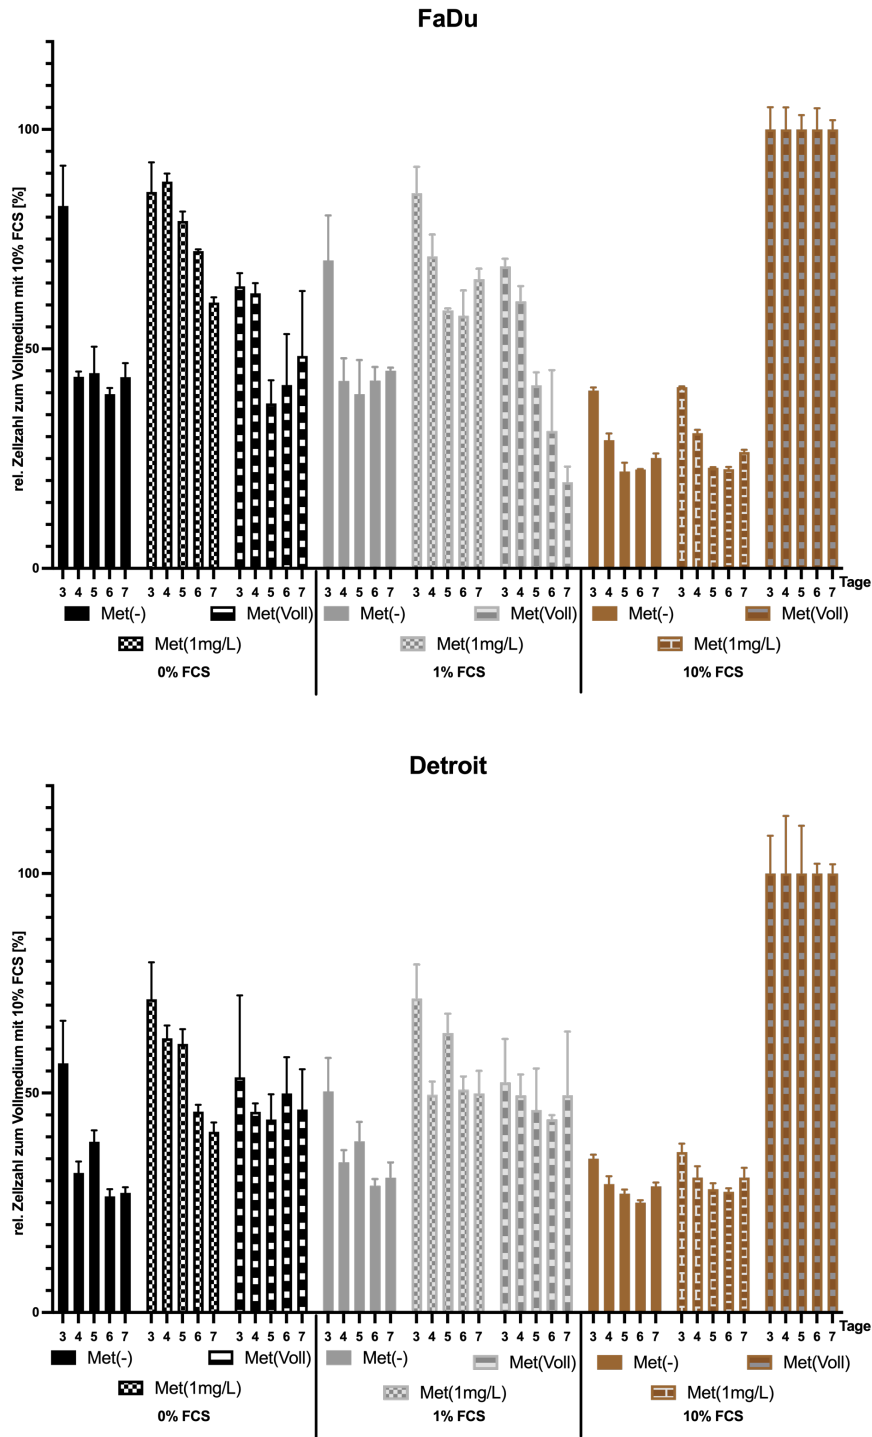 FaDu
rel. Zellzahl zum Vollmedium mit 10% FCS [%]
100
50
0
3 4 5 6 7 3 4 5 6 7 3 4 5 6 7 3 4 5 6 7 3 4 5 6 7 3 4 5 6 7 3 4 5 6 7 3 4 5 6 7 3 4 5 6 7 Tage
Met(-) Met(Voll) Met(-) Met(Voll) Met(-) Met(Voll)
Met(1mg/L) Met(1mg/L) Met(1mg/L)
0% FCS 1% FCS 10% FCS
Detroit
rel. Zellzahl zum Vollmedium mit 10% FCS [%]
100
50
0
3 4 5 6 7 3 4 5 6 7 3 4 5 6 7 3 4 5 6 7 3 4 5 6 7 3 4 5 6 7 3 4 5 6 7 3 4 5 6 7 3 4 5 6 7 Tage
Met(-) Met(Voll) Met(-) Met(Voll) Met(-) Met(Voll)
Met(1mg/L) Met(1mg/L) Met(1mg/L)
0% FCS 1% FCS 10% FCS